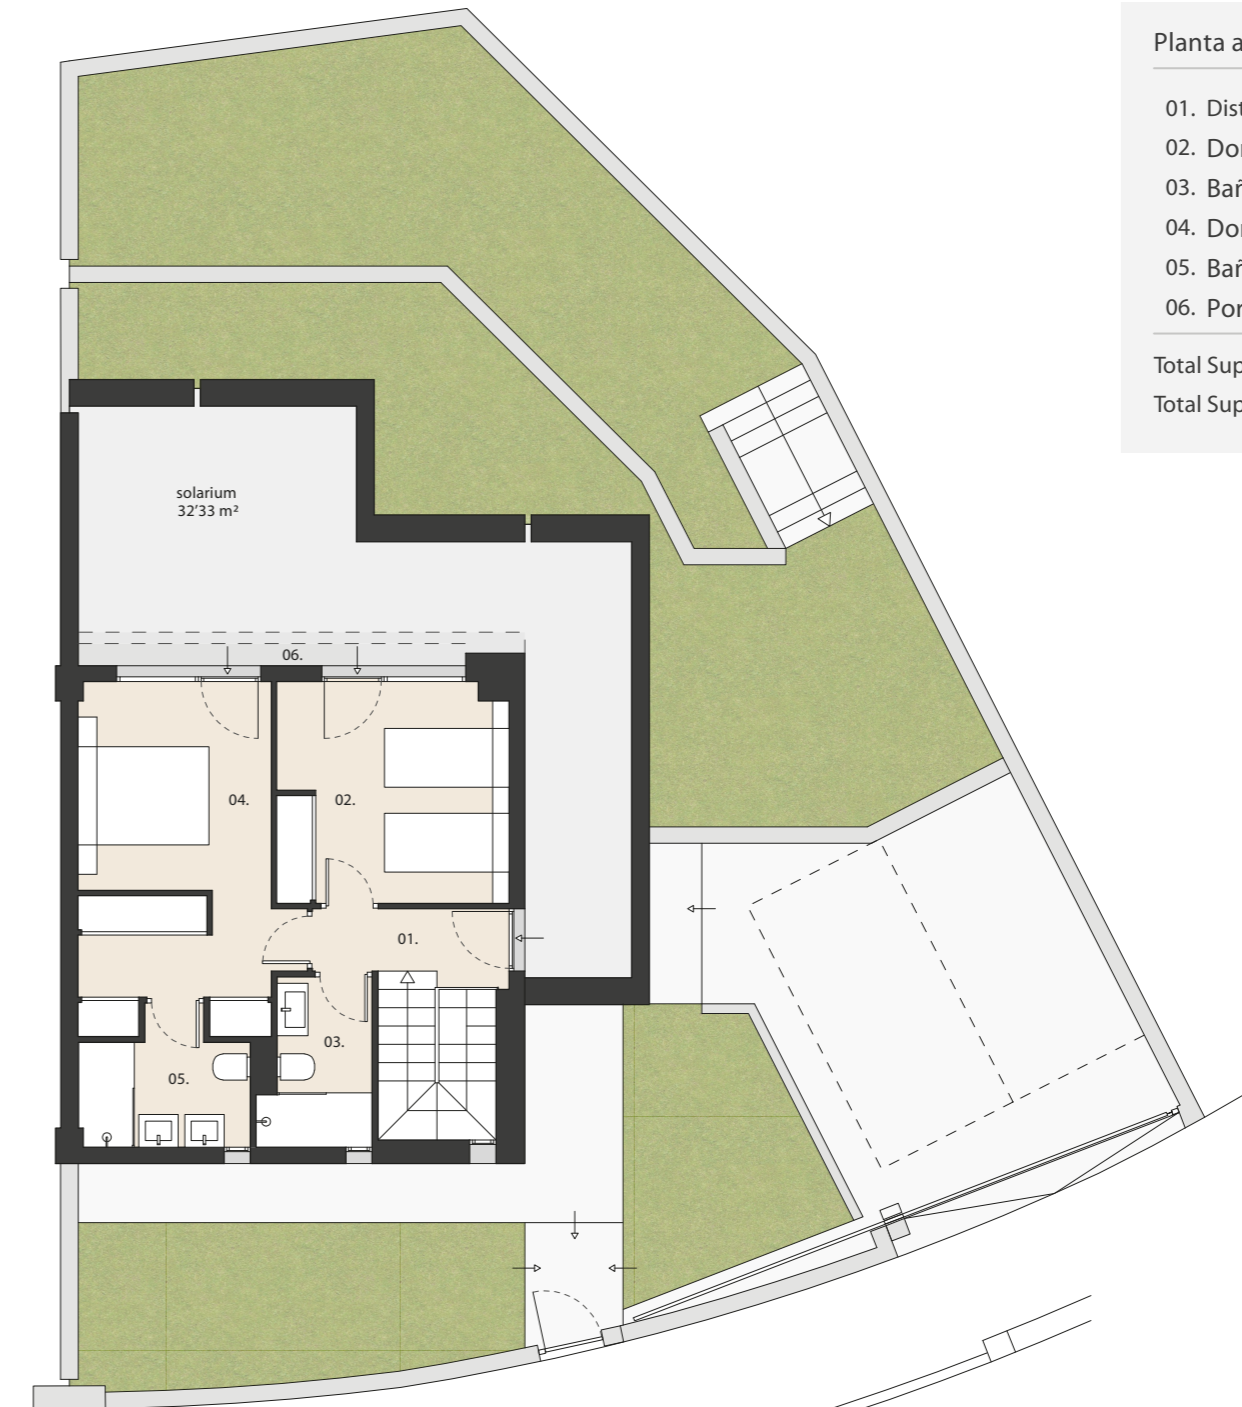 Planta a
01. Dist
02. Dor
03. Bañ
04. Dor
05. Bañ
06. Por
Total Sup
Total Sup
solarium
32'33 m²
06.
04.
02.
01.
03.
05.